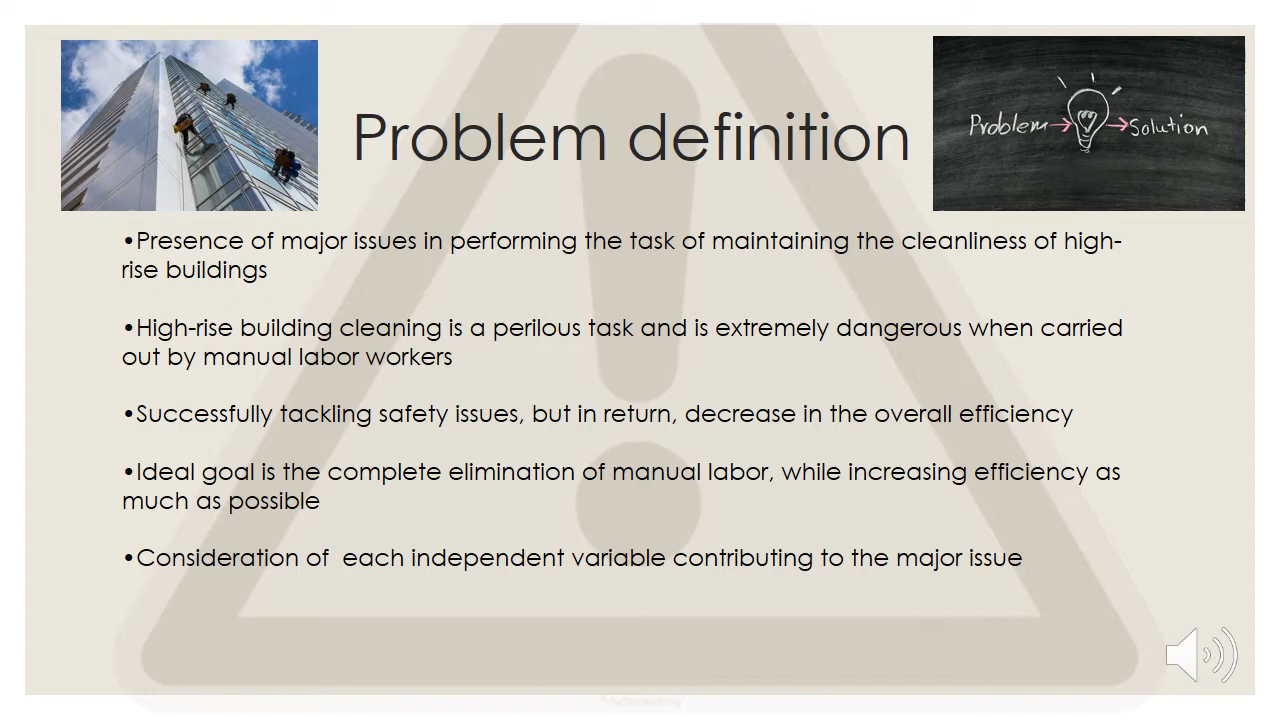 Problem definition
Problem → Solution
•Presence of major issues in performing the task of maintaining the cleanliness of high-
rise buildings
•High-rise building cleaning is a perilous task and is extremely dangerous when carried
out by manual labor workers
•Successfully tackling safety issues, but in return, decrease in the overall efficiency
•Ideal goal is the complete elimination of manual labor, while increasing efficiency as
much as possible
•Consideration of  each independent variable contributing to the major issue